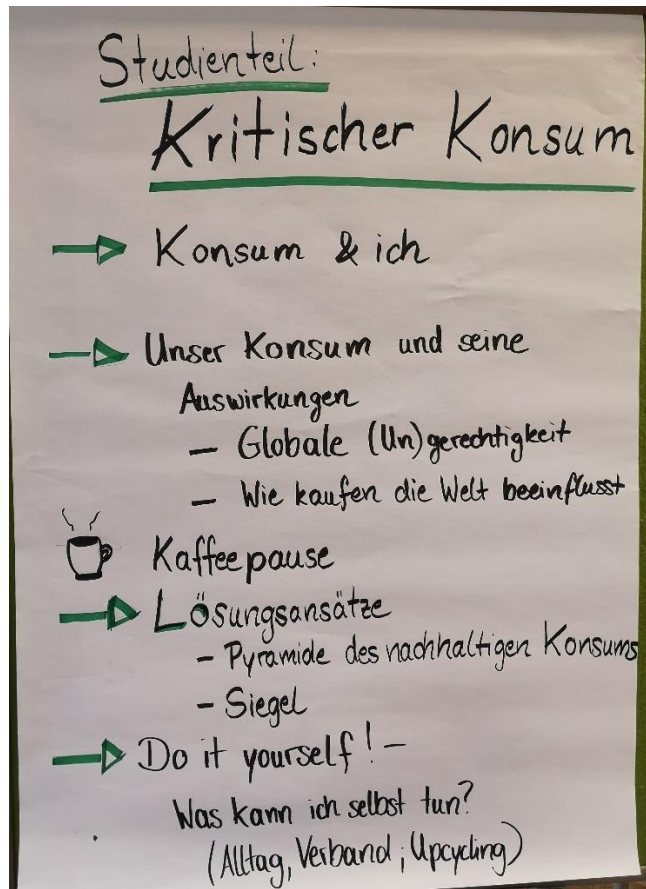 Studienteil:
Kritischer Konsum
Konsum & ich
Unser Konsum und seine
Auswirkungen
- Globale (Un)gerechtigkeit
- Wie kaufen die Welt beeinflusst
Kaffeepause
Lösungsansätze
- Pyramide des nachhaltigen Konsums
- Siegel
Do it yourself! -
Was kann ich selbst tun?
(Alltag, Verband, Upcycling)